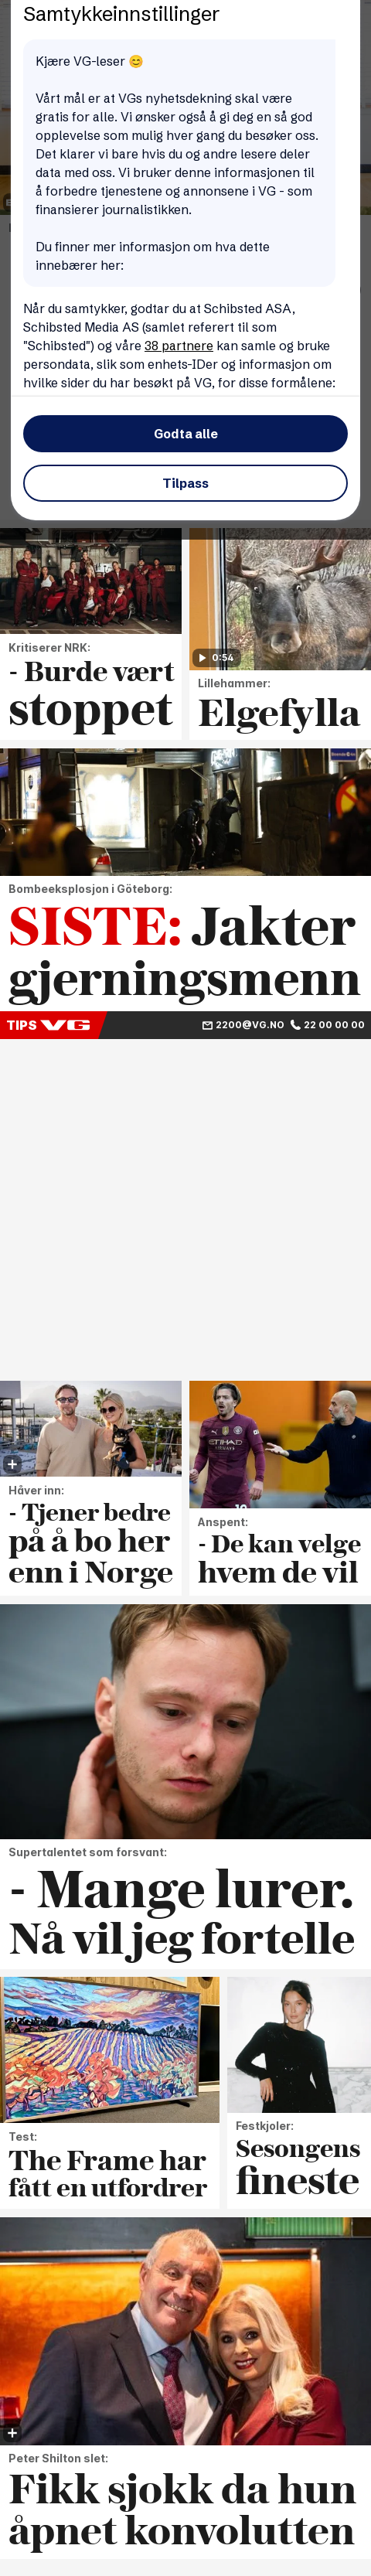 Samtykkeinnstillinger
Kjære VG-leser 😊
Vårt mål er at VGs nyhetsdekning skal være
gratis for alle. Vi ønsker også å gi deg en så god
opplevelse som mulig hver gang du besøker oss.
Det klarer vi bare hvis du og andre lesere deler
data med oss. Vi bruker denne informasjonen til
å forbedre tjenestene og annonsene i VG - som
finansierer journalistikken.
Du finner mer informasjon om hva dette
innebærer her:
Når du samtykker, godtar du at Schibsted ASA,
Schibsted Media AS (samlet referert til som
"Schibsted") og våre 38 partnere kan samle og bruke
persondata, slik som enhets-IDer og informasjon om
hvilke sider du har besøkt på VG, for disse formålene:
Godta alle
Tilpass
Kritiserer NRK:
- Burde vært
stoppet
0:54
Lillehammer:
Elgefylla
Bombeeksplosjon i Göteborg:
SISTE: Jakter
gjerningsmenn
TIPS VG
2200@VG.NO 22 00 00 00
Håver inn:
- Tjener bedre
på å bo her
enn i Norge
Anspent:
- De kan velge
hvem de vil
Supertalentet som forsvant:
- Mange lurer.
Nå vil jeg fortelle
Test:
The Frame har
fått en utfordrer
Festkjoler:
Sesongens
fineste
Peter Shilton slet:
Fikk sjokk da hun
åpnet konvolutten